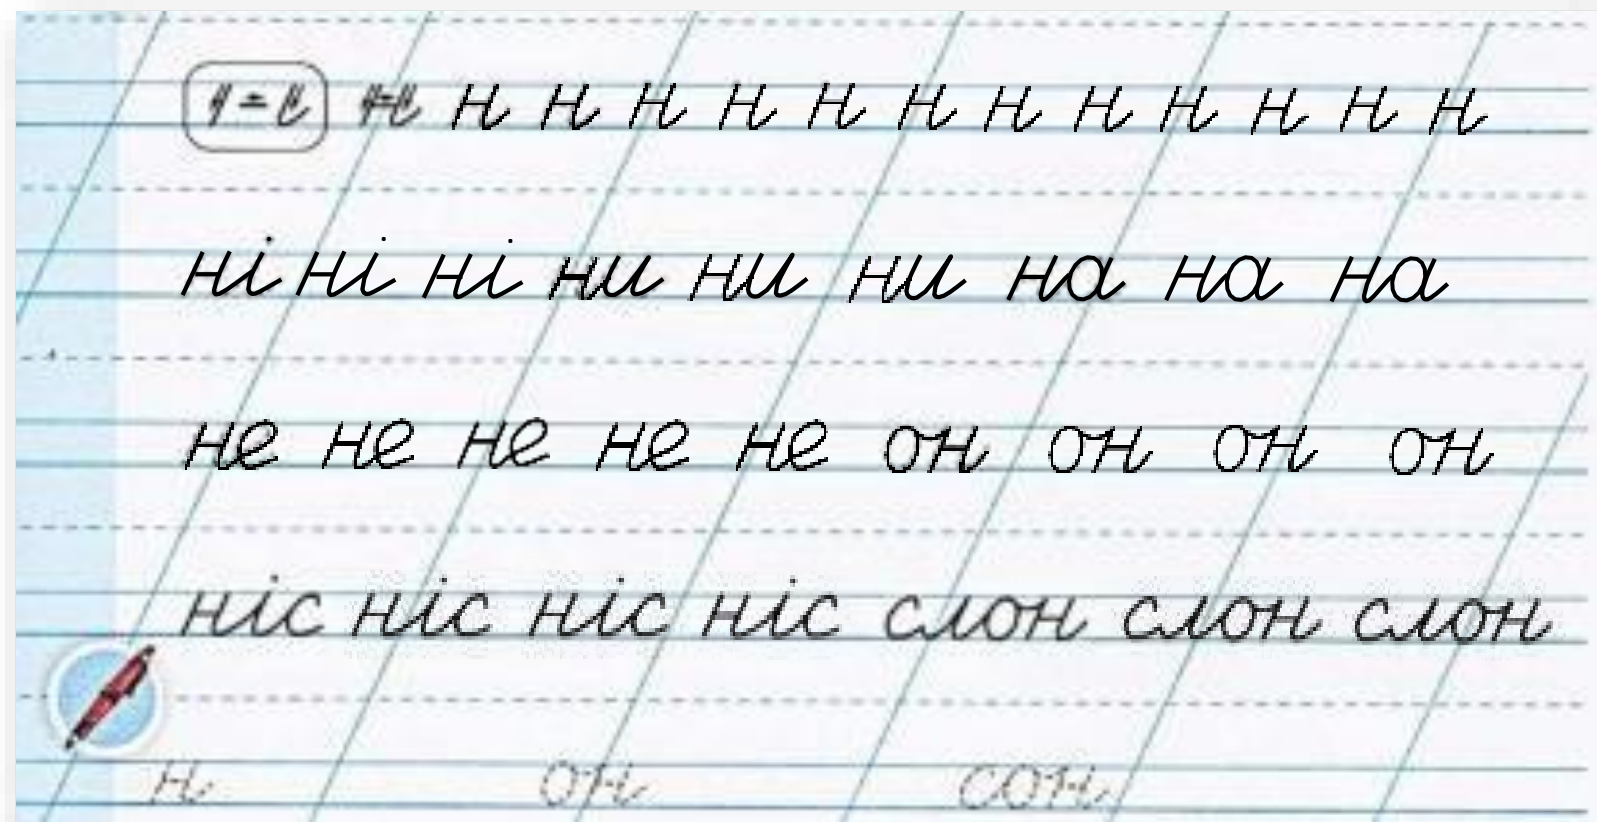 н н н н н н н н н н н н н
ні ні ні ни ни ни на на на
не не не не не он он он он
ніс ніс ніс ніс слон слон слон
н он сон